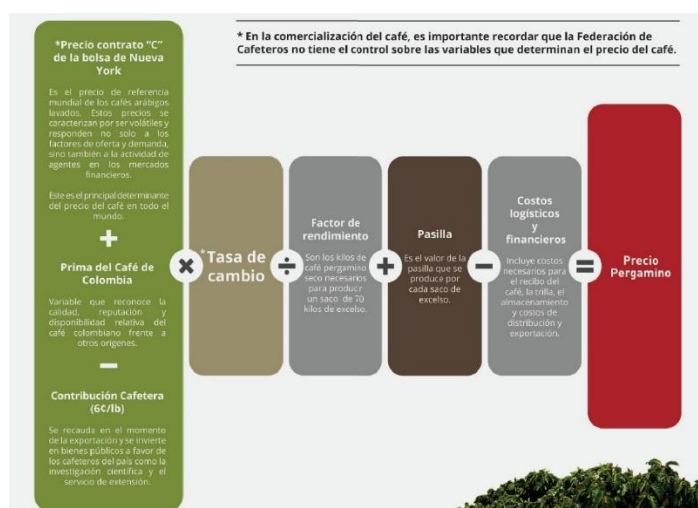 *Precio contrato "C"
de la bolsa de Nueva
York
Es el precio de referencia
mundial de los cafés arábigos
lavados. Estos precios se
caracterizan por ser volátiles y
responden no solo a los
factores de oferta y demanda,
sino también a la actividad de
agentes en los mercados
financieros.
Este es el principal determinante
del precio del café en todo el
mundo.
+
Prima del Café de
Colombia
Variable que reconoce la
calidad, reputación y
disponibilidad relativa del
café colombiano frente a
otros orígenes.
−
Contribución Cafetera
(6¢/lb)
Se recauda en el momento
de la exportación y se invierte
en bienes públicos a favor de
los cafeteros del país como la
investigación científica y el
servicio de extensión.
* En la comercialización del café, es importante recordar que la Federación de
Cafeteros no tiene el control sobre las variables que determinan el precio del café.
×
*Tasa de
cambio
÷
Factor de
rendimiento
Son los kilos de
café pergamino
seco necesarios
para producir
un saco de 70
kilos de excelso.
+
Pasilla
Es el valor de la
pasilla que se
produce por
cada saco de
excelso.
−
Costos
logísticos
y
financieros
Incluye costos
necesarios para
el recibo del
café, la trilla, el
almacenamiento
y costos de
distribución y
exportación.
=
Precio
Pergamino